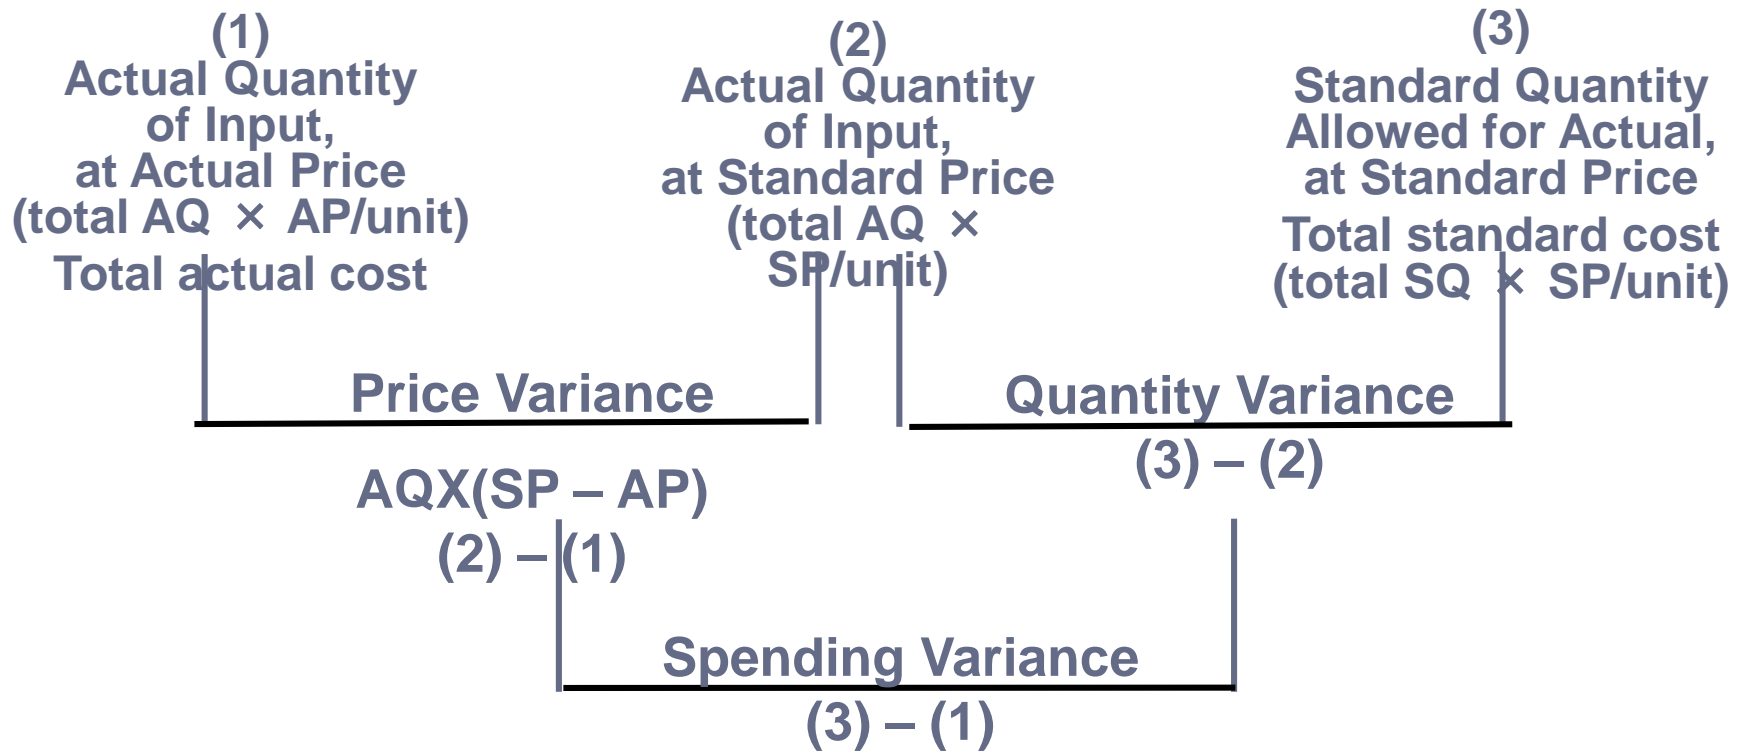 (1)
Actual Quantity
of Input,
at Actual Price
(total AQ × AP/unit)
Total actual cost
(2)
Actual Quantity
of Input,
at Standard Price
(total AQ ×
SP/unit)
(3)
Standard Quantity
Allowed for Actual,
at Standard Price
Total standard cost
(total SQ × SP/unit)
Price Variance
AQX(SP – AP)
(2) – (1)
Quantity Variance
(3) – (2)
Spending Variance
(3) – (1)